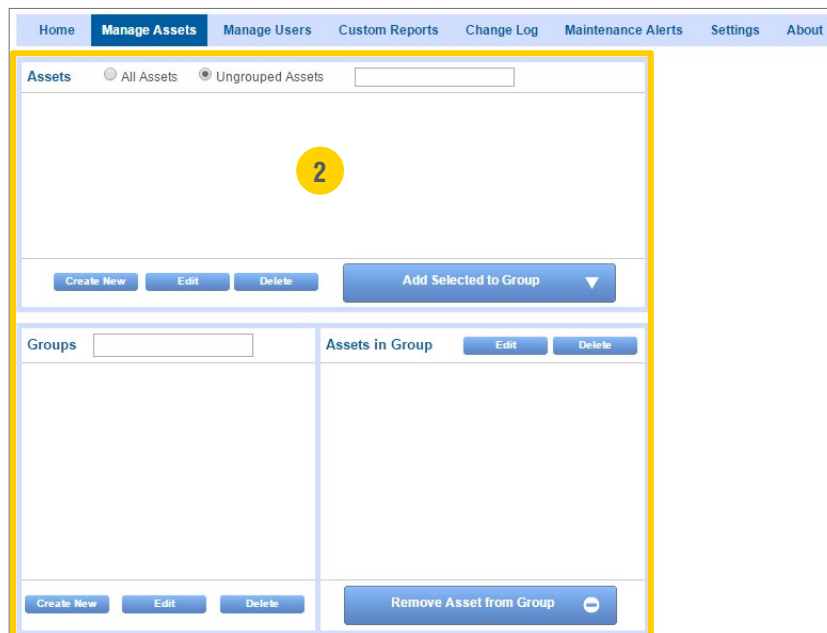 Home Manage Assets Manage Users Custom Reports Change Log Maintenance Alerts Settings About
Assets All Assets Ungrouped Assets
2
Create New Edit Delete Add Selected to Group
Groups Assets in Group Edit Delete
Create New Edit Delete Remove Asset from Group